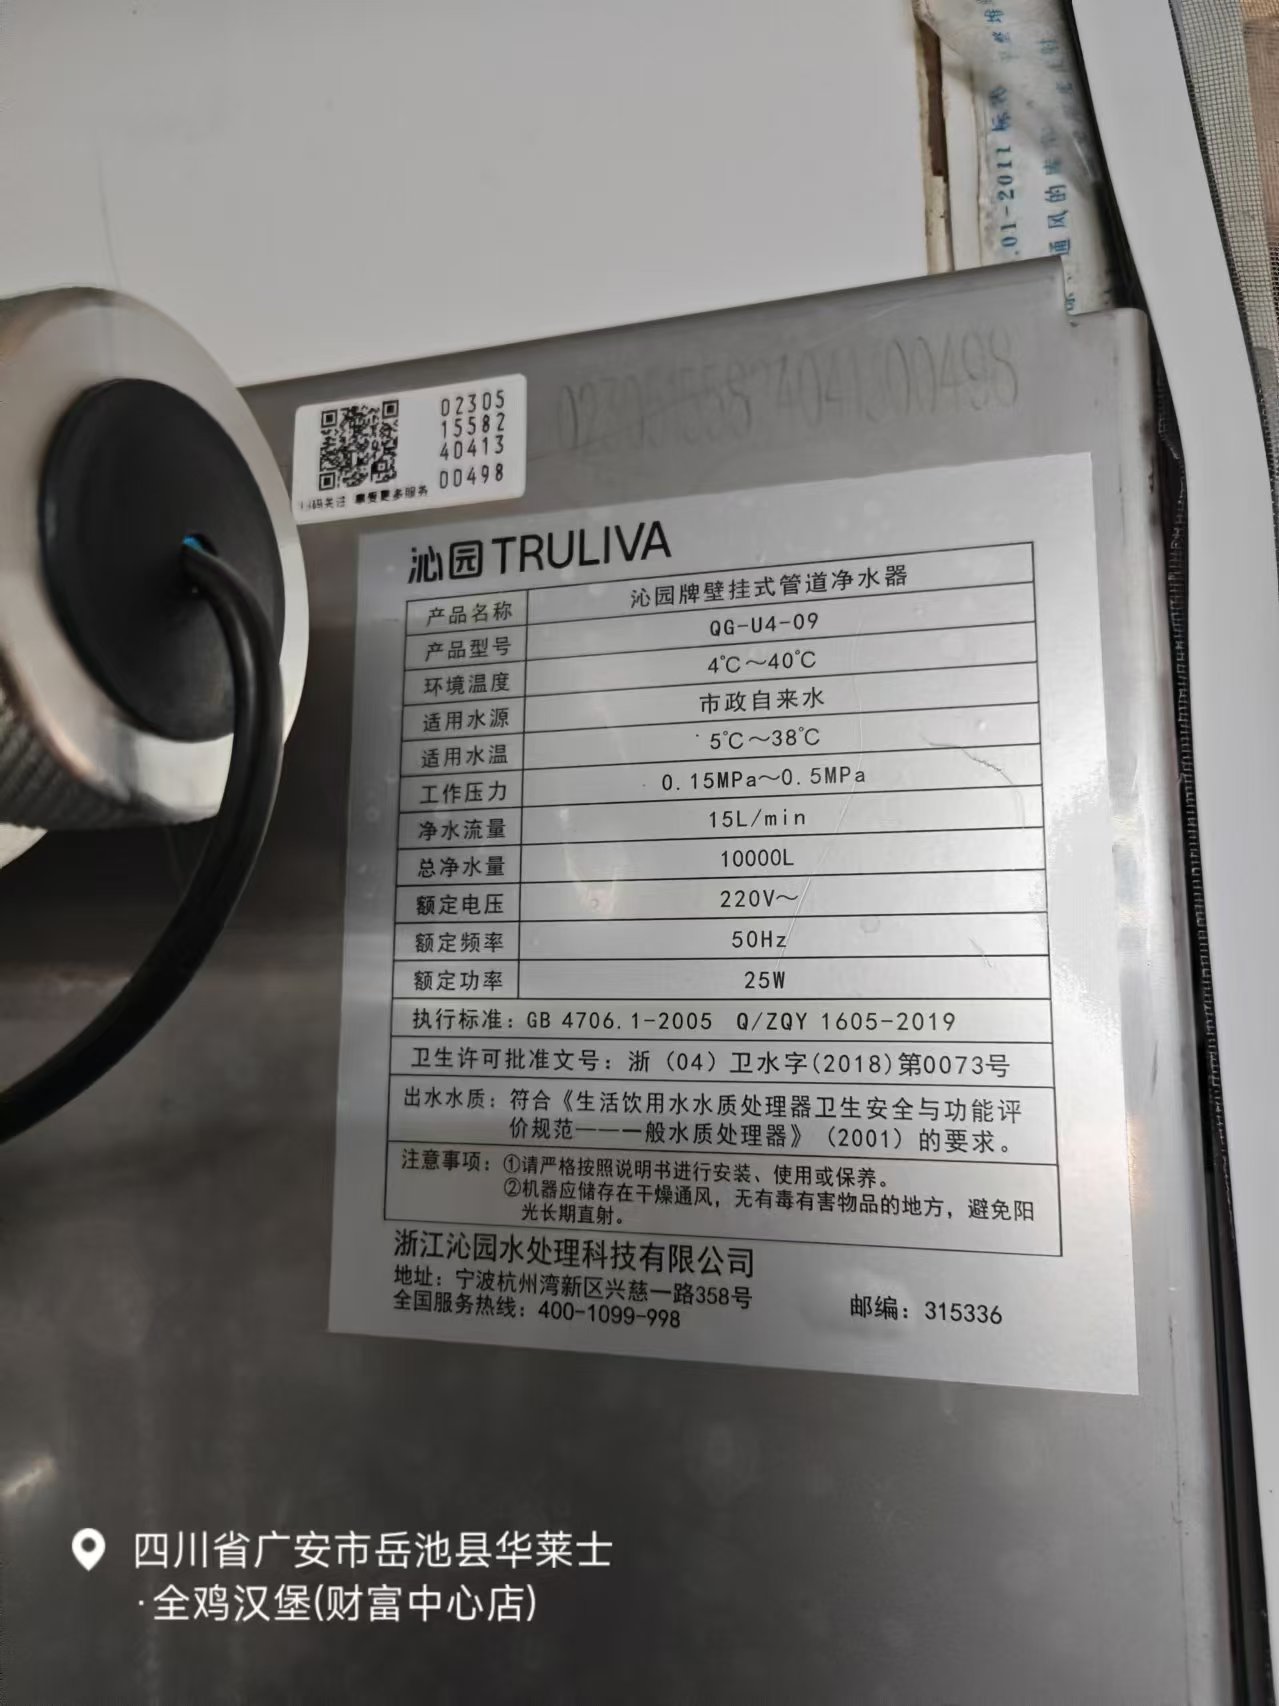 .01-2011 标
通风的
02305
15582
40413
00498
码关注 享受更多服务
02305155824041300498
沁园TRULIVA
产品名称 沁园牌壁挂式管道净水器
产品型号 QG-U4-09
环境温度 4℃～40℃
适用水源 市政自来水
适用水温 5℃～38℃
工作压力 0.15MPa～0.5MPa
净水流量 15L/min
总净水量 10000L
额定电压 220V～
额定频率 50Hz
额定功率 25W
执行标准：GB 4706.1-2005 Q/ZQY 1605-2019
卫生许可批准文号：浙（04）卫水字(2018)第0073号
出水水质：符合《生活饮用水水质处理器卫生安全与功能评
价规范——一般水质处理器》（2001）的要求。
注意事项：①请严格按照说明书进行安装、使用或保养。
②机器应储存在干燥通风，无有毒有害物品的地方，避免阳
光长期直射。
浙江沁园水处理科技有限公司
地址：宁波杭州湾新区兴慈一路358号
全国服务热线：400-1099-998 邮编：315336
四川省广安市岳池县华莱士
·全鸡汉堡(财富中心店)